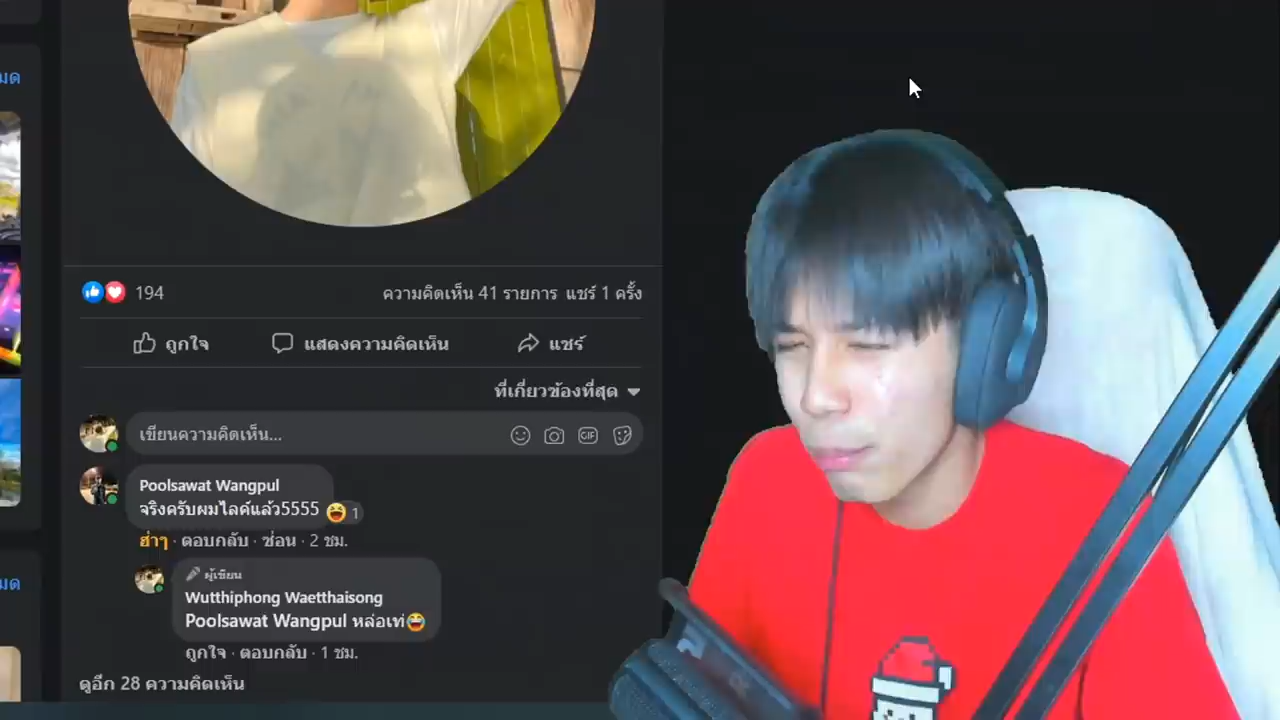 มด
194
ความคิดเห็น 41 รายการ แชร์ 1 ครั้ง
ถูกใจ
แสดงความคิดเห็น
แชร์
ที่เกี่ยวข้องที่สุด
เขียนความคิดเห็น...
GIF
Poolsawat Wangpul
จริงครับผมไลค์แล้ว5555
1
ฮ่าๆ · ตอบกลับ · ซ่อน · 2 ชม.
ผู้เขียน
Wutthiphong Waetthaisong
Poolsawat Wangpul หล่อเท่😆
ถูกใจ · ตอบกลับ · 1 ชม.
มด
ดูอีก 28 ความคิดเห็น